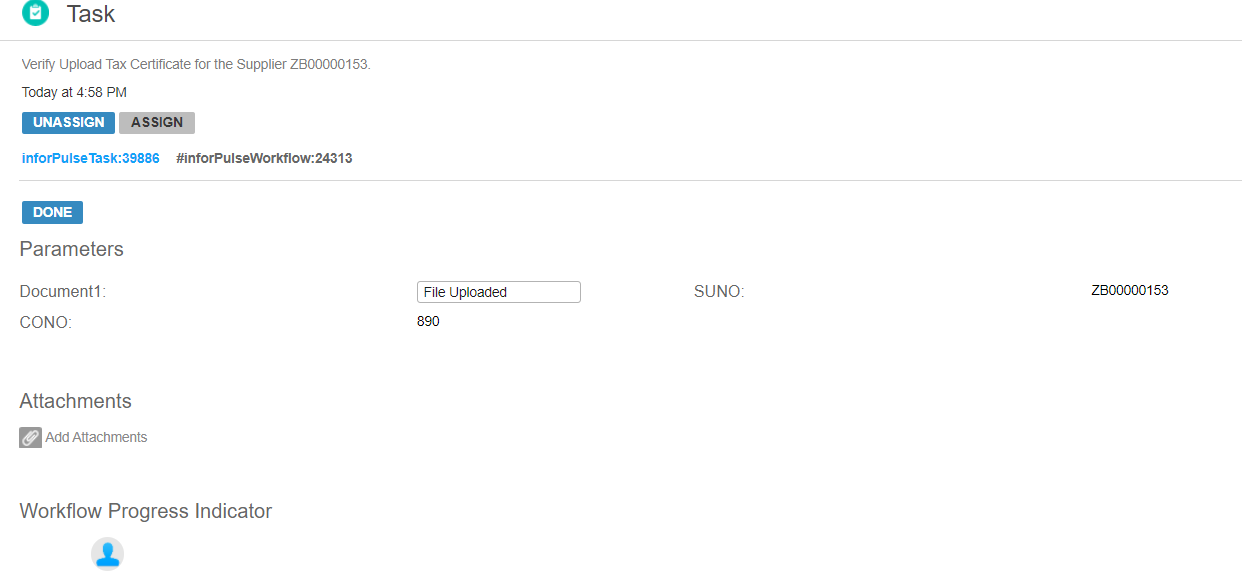 Task
Verify Upload Tax Certificate for the Supplier ZB00000153.
Today at 4:58 PM
UNASSIGN ASSIGN
inforPulseTask:39886 #inforPulseWorkflow:24313
DONE
Parameters
Document1: File Uploaded SUNO: ZB00000153
CONO: 890
Attachments
Add Attachments
Workflow Progress Indicator